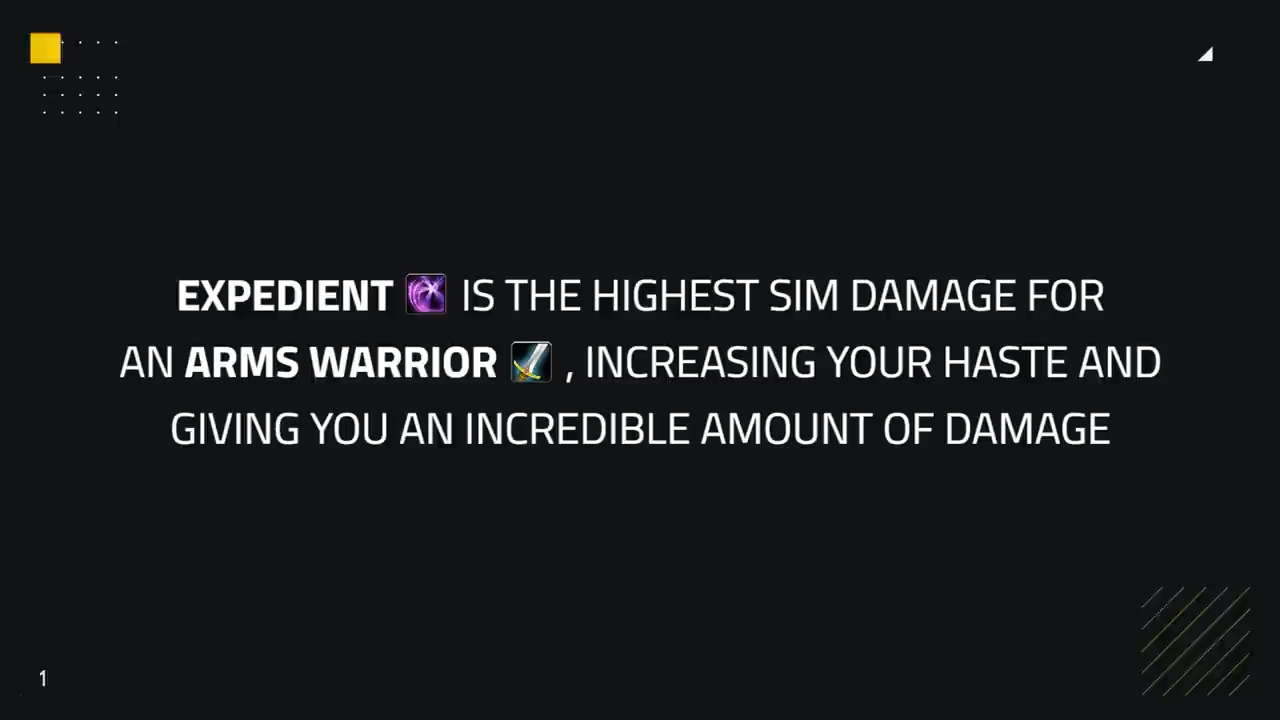 EXPEDIENT IS THE HIGHEST SIM DAMAGE FOR
AN ARMS WARRIOR , INCREASING YOUR HASTE AND
GIVING YOU AN INCREDIBLE AMOUNT OF DAMAGE
1